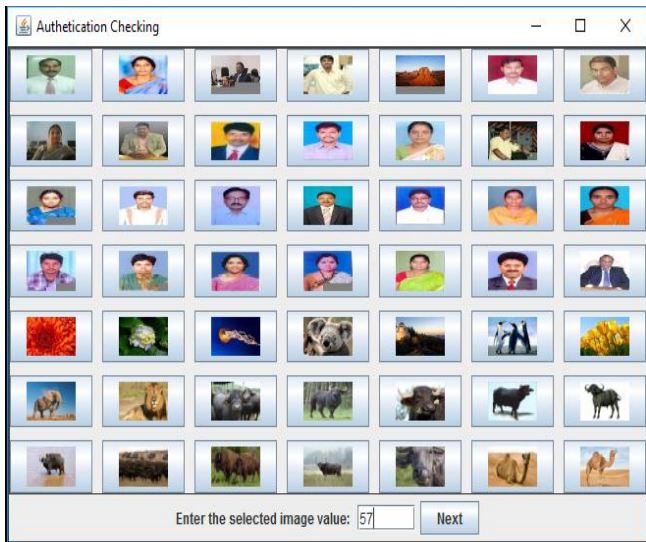 Authetication Checking
Enter the selected image value: 57 Next